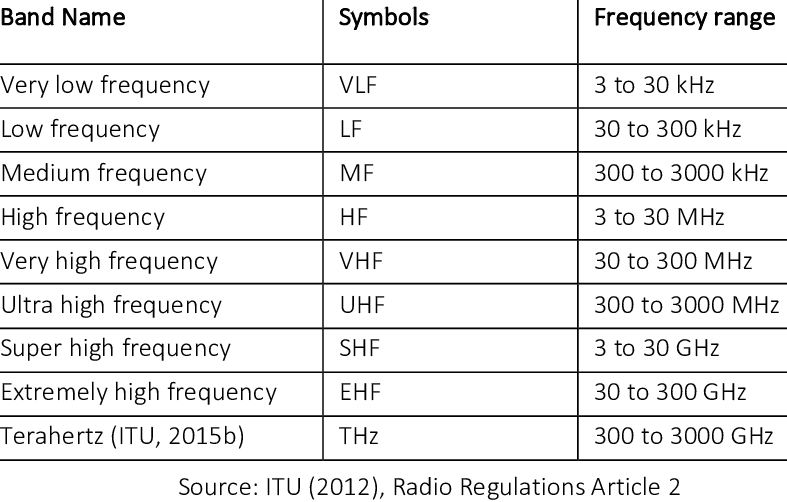 Band Name Symbols Frequency range
Very low frequency VLF 3 to 30 kHz
Low frequency LF 30 to 300 kHz
Medium frequency MF 300 to 3000 kHz
High frequency HF 3 to 30 MHz
Very high frequency VHF 30 to 300 MHz
Ultra high frequency UHF 300 to 3000 MHz
Super high frequency SHF 3 to 30 GHz
Extremely high frequency EHF 30 to 300 GHz
Terahertz (ITU, 2015b) THz 300 to 3000 GHz
Source: ITU (2012), Radio Regulations Article 2